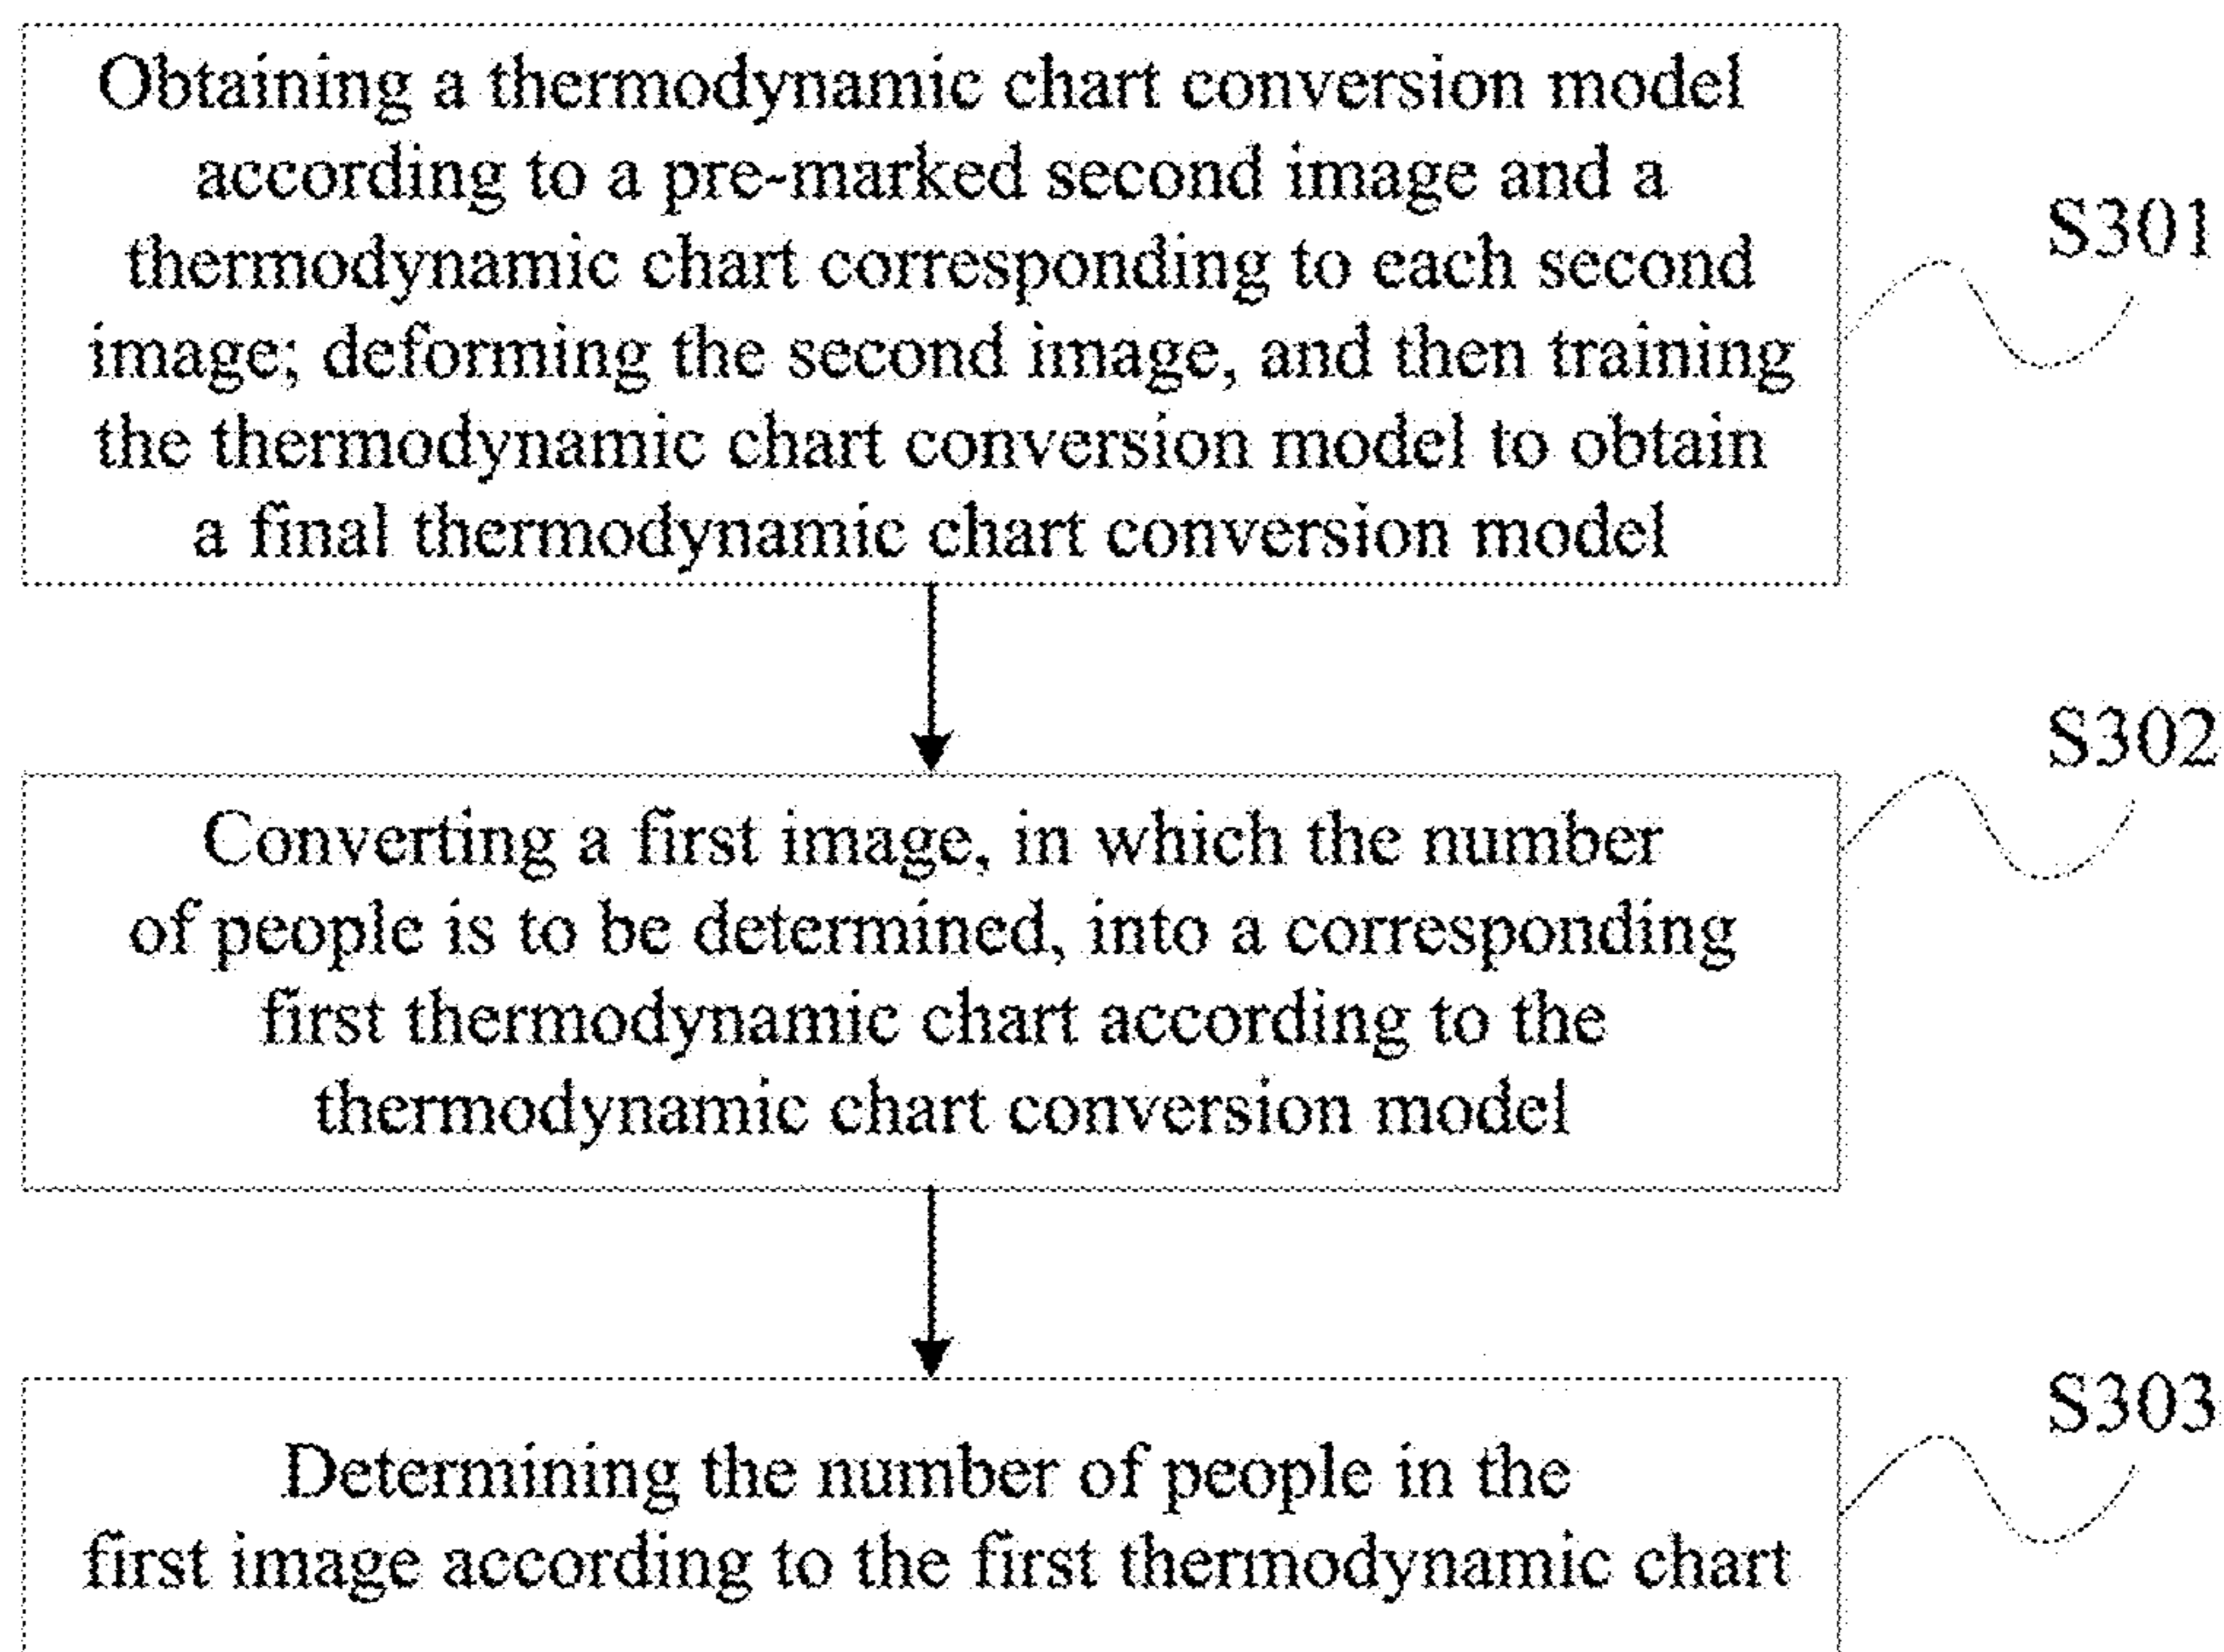 Obtaining a thermodynamic chart conversion model
according to a pre-marked second image and a
thermodynamic chart corresponding to each second
image; deforming the second image, and then training
the thermodynamic chart conversion model to obtain
a final thermodynamic chart conversion model
S301
Converting a first image, in which the number
of people is to be determined, into a corresponding
first thermodynamic chart according to the
thermodynamic chart conversion model
S302
Determining the number of people in the
first image according to the first thermodynamic chart
S303